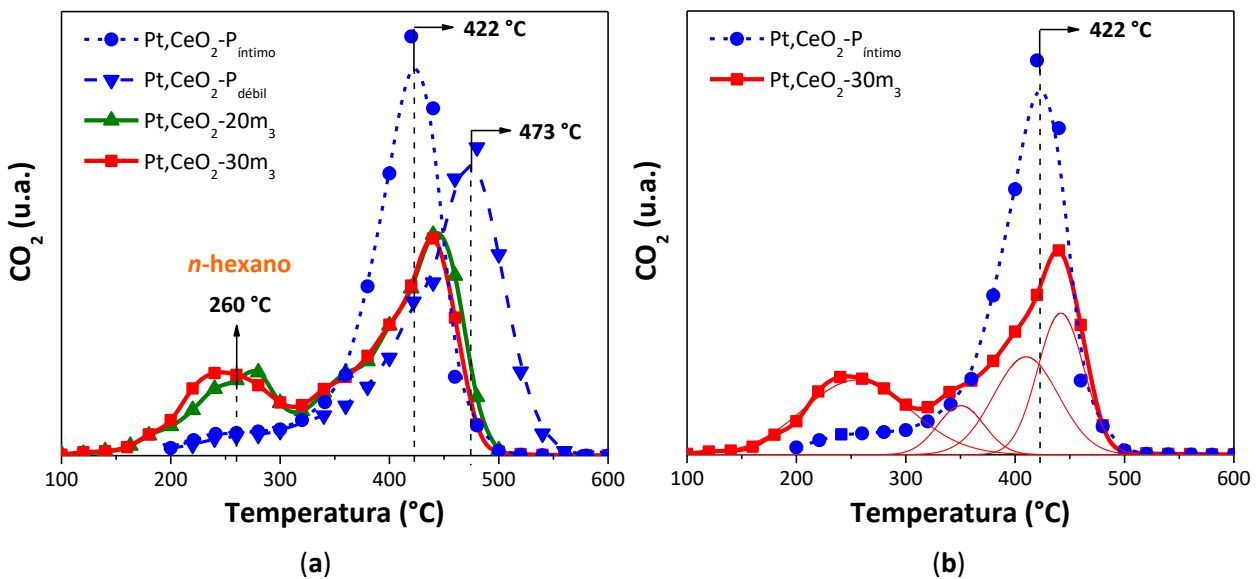 Pt,CeO2-Píntimo
Pt,CeO2-Pdébil
Pt,CeO2-20m3
Pt,CeO2-30m3
422 °C
473 °C
n-hexano
260 °C
CO2 (u.a.)
100 200 300 400 500 600
Temperatura (°C)
(a)
Pt,CeO2-Píntimo
Pt,CeO2-30m3
422 °C
CO2 (u.a.)
100 200 300 400 500 600
Temperatura (°C)
(b)